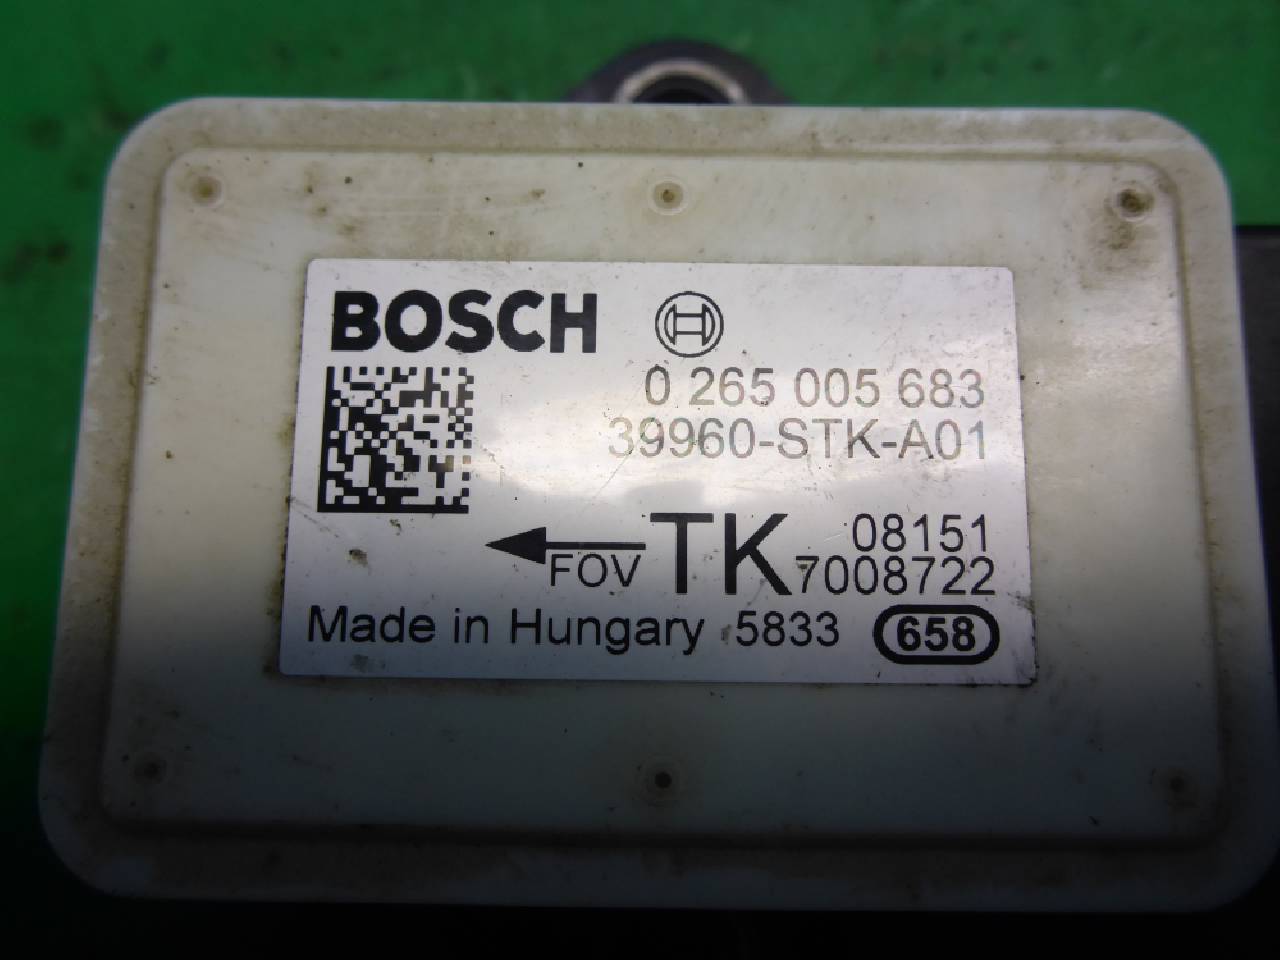 BOSCH
0 265 005 683
39960-STK-A01
FOV TK 08151
7008722
Made in Hungary 5833 658